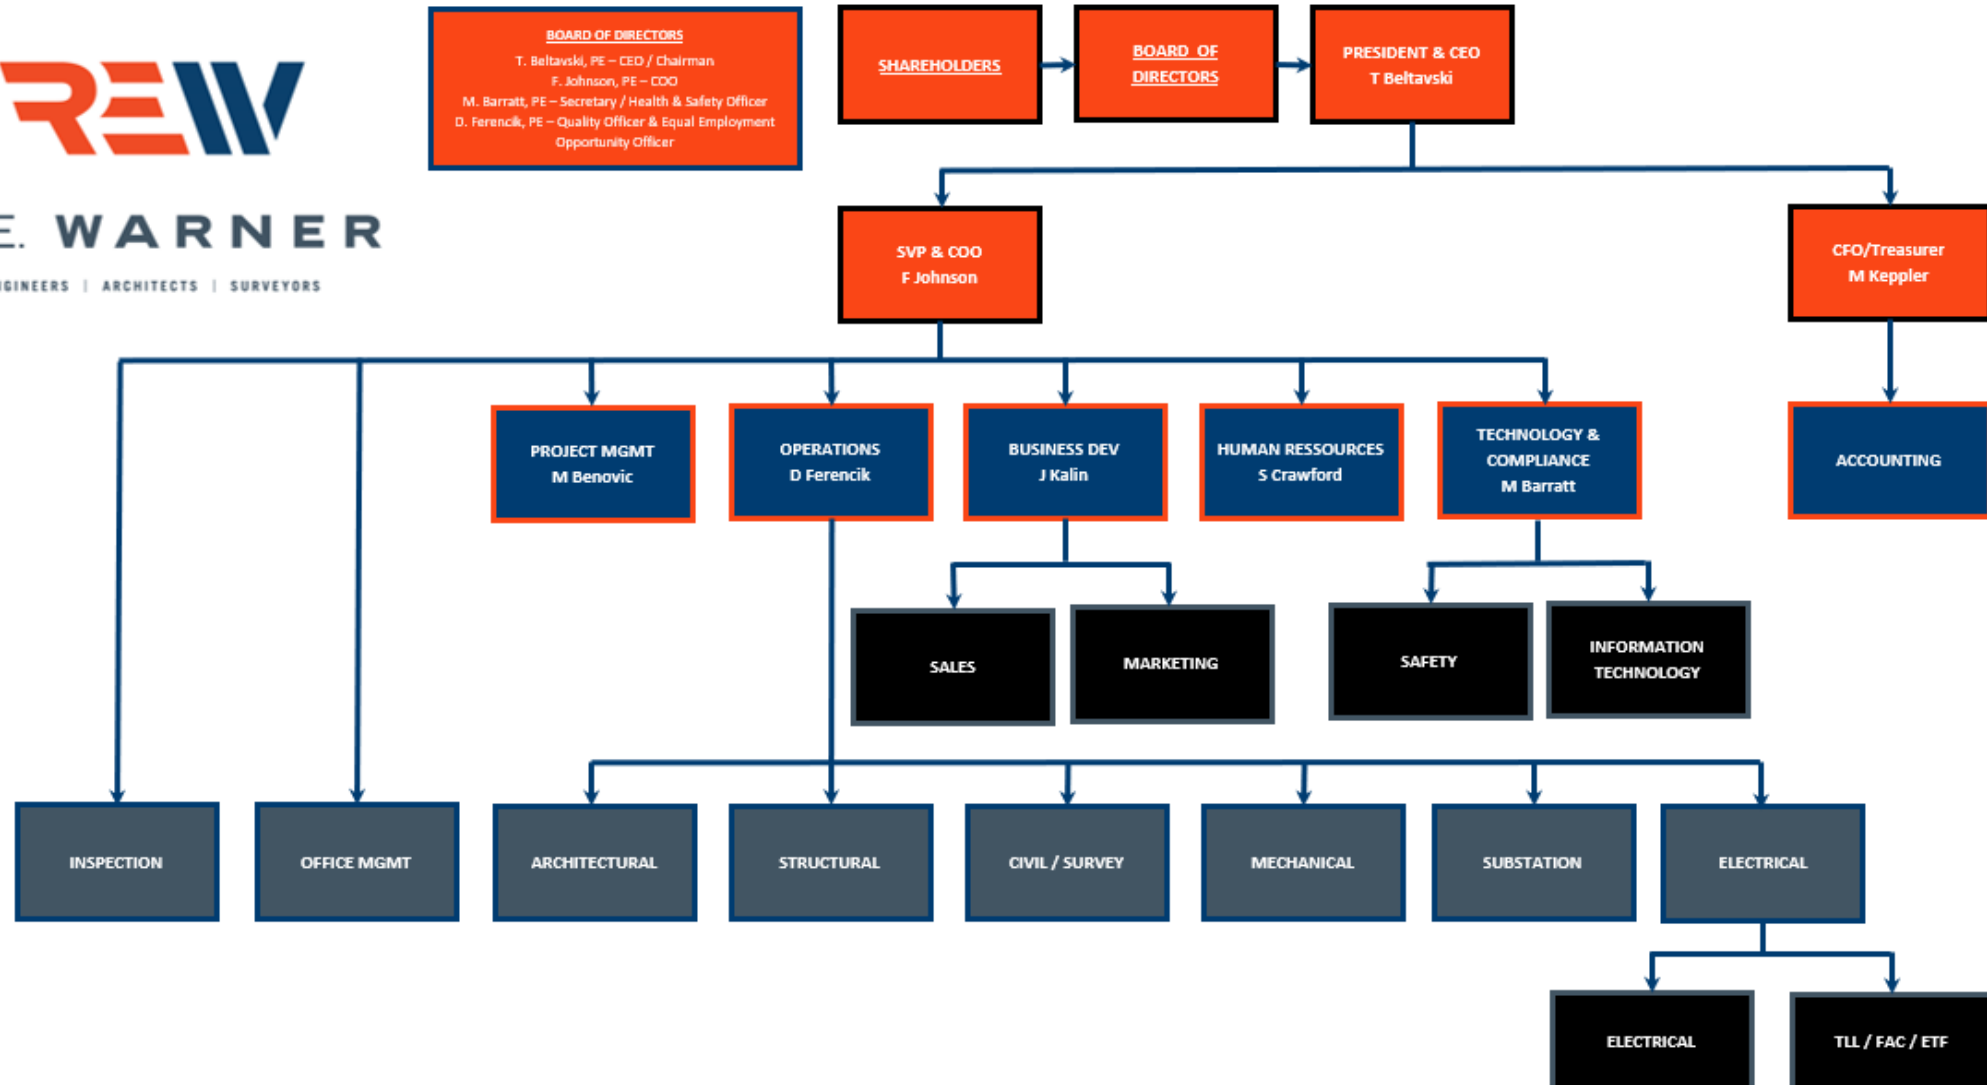 REW
E. WARNER
GINEERS | ARCHITECTS | SURVEYORS
BOARD OF DIRECTORS
T. Beltavski, PE – CEO / Chairman
F. Johnson, PE – COO
M. Barratt, PE – Secretary / Health & Safety Officer
D. Ferencik, PE – Quality Officer & Equal Employment
Opportunity Officer
SHAREHOLDERS
BOARD OF
DIRECTORS
PRESIDENT & CEO
T Beltavski
SVP & COO
F Johnson
CFO/Treasurer
M Keppler
PROJECT MGMT
M Benovic
OPERATIONS
D Ferencik
BUSINESS DEV
J Kalin
HUMAN RESSOURCES
S Crawford
TECHNOLOGY &
COMPLIANCE
M Barratt
ACCOUNTING
SALES
MARKETING
SAFETY
INFORMATION
TECHNOLOGY
INSPECTION
OFFICE MGMT
ARCHITECTURAL
STRUCTURAL
CIVIL / SURVEY
MECHANICAL
SUBSTATION
ELECTRICAL
ELECTRICAL
TLL / FAC / ETF